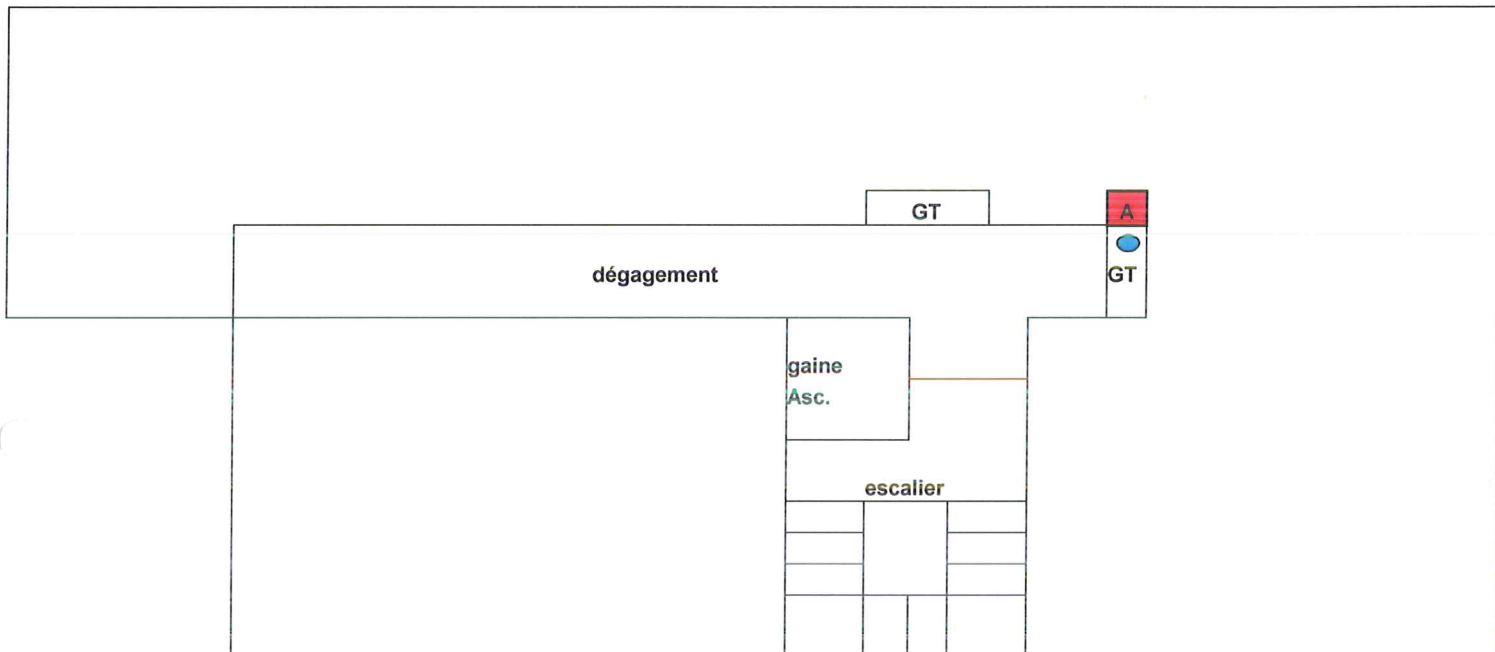 GT
A
dégagement
GT
gaine
Asc.
escalier